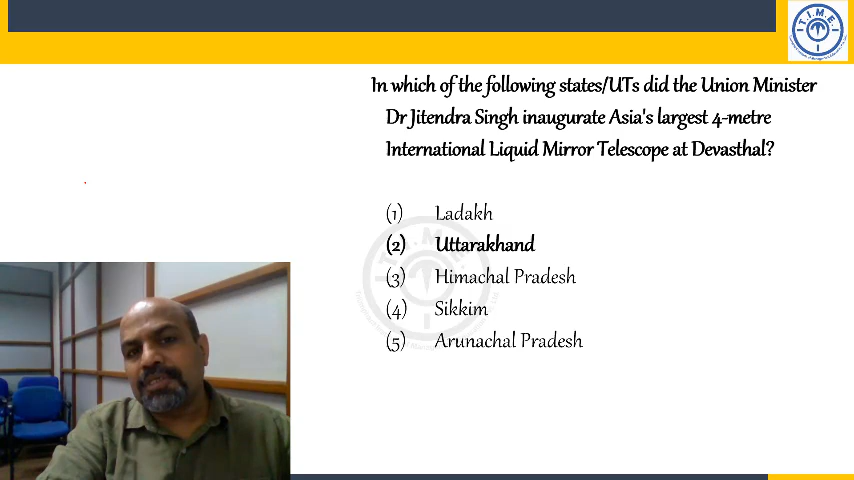 T.I.M.E.
In which of the following states/UTs did the Union Minister
Dr Jitendra Singh inaugurate Asia's largest 4-metre
International Liquid Mirror Telescope at Devasthal?
(1) Ladakh
(2) Uttarakhand
(3) Himachal Pradesh
(4) Sikkim
(5) Arunachal Pradesh